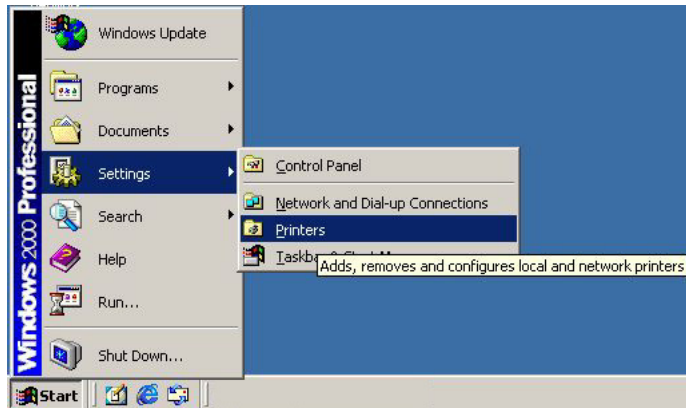 Windows 2000 Professional
Windows Update
Programs
Documents
Settings
Search
Help
Run...
Shut Down...
Control Panel
Network and Dial-up Connections
Printers
Taskba
Adds, removes and configures local and network printers
Start